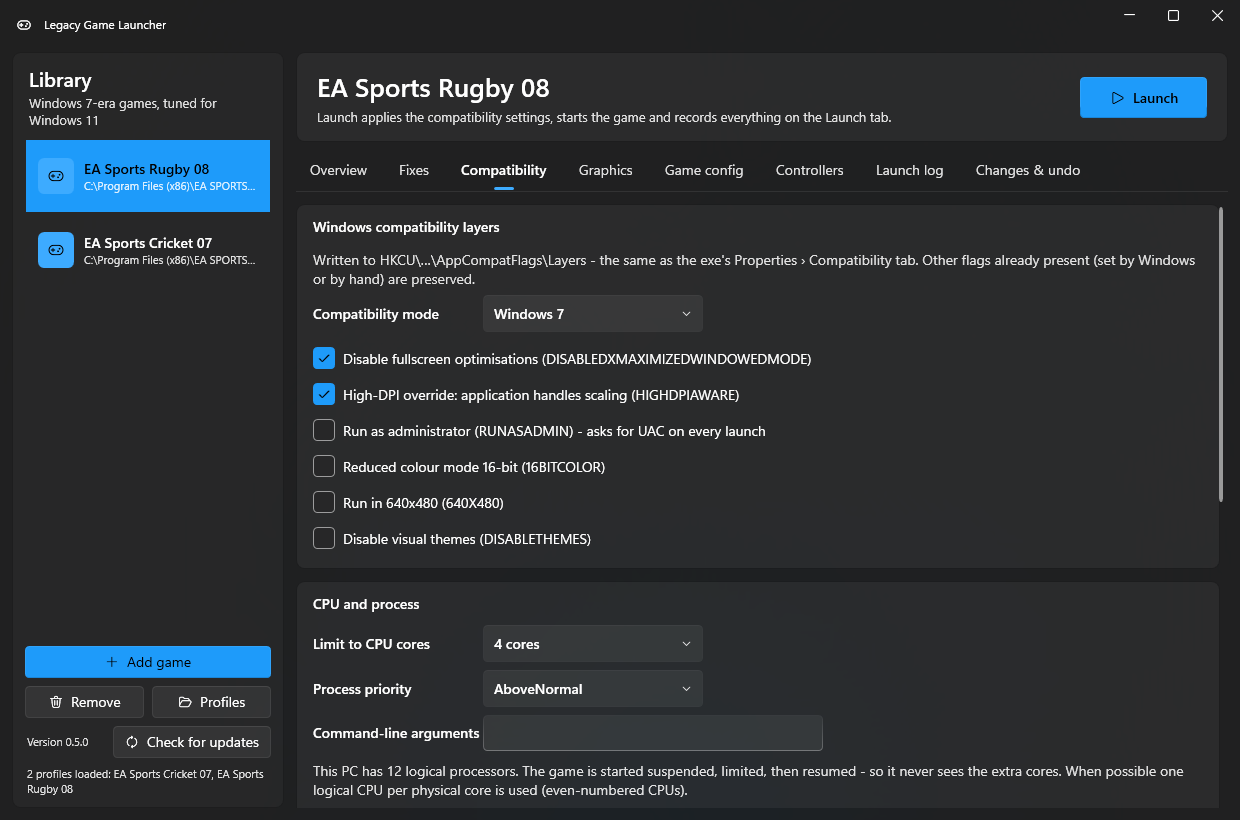 Legacy Game Launcher
Library
Windows 7-era games, tuned for
Windows 11
EA Sports Rugby 08
C:\Program Files (x86)\EA SPORTS...
EA Sports Cricket 07
C:\Program Files (x86)\EA SPORTS...
Add game
Remove
Profiles
Version 0.5.0
Check for updates
2 profiles loaded: EA Sports Cricket 07, EA Sports
Rugby 08
EA Sports Rugby 08
Launch applies the compatibility settings, starts the game and records everything on the Launch tab.
Launch
Overview
Fixes
Compatibility
Graphics
Game config
Controllers
Launch log
Changes & undo
Windows compatibility layers
Written to HKCU\...\AppCompatFlags\Layers - the same as the exe's Properties › Compatibility tab. Other flags already present (set by Windows
or by hand) are preserved.
Compatibility mode
Windows 7
Disable fullscreen optimisations (DISABLEDXMAXIMIZEDWINDOWEDMODE)
High-DPI override: application handles scaling (HIGHDPIAWARE)
Run as administrator (RUNASADMIN) - asks for UAC on every launch
Reduced colour mode 16-bit (16BITCOLOR)
Run in 640x480 (640X480)
Disable visual themes (DISABLETHEMES)
CPU and process
Limit to CPU cores
4 cores
Process priority
AboveNormal
Command-line arguments
This PC has 12 logical processors. The game is started suspended, limited, then resumed - so it never sees the extra cores. When possible one
logical CPU per physical core is used (even-numbered CPUs).